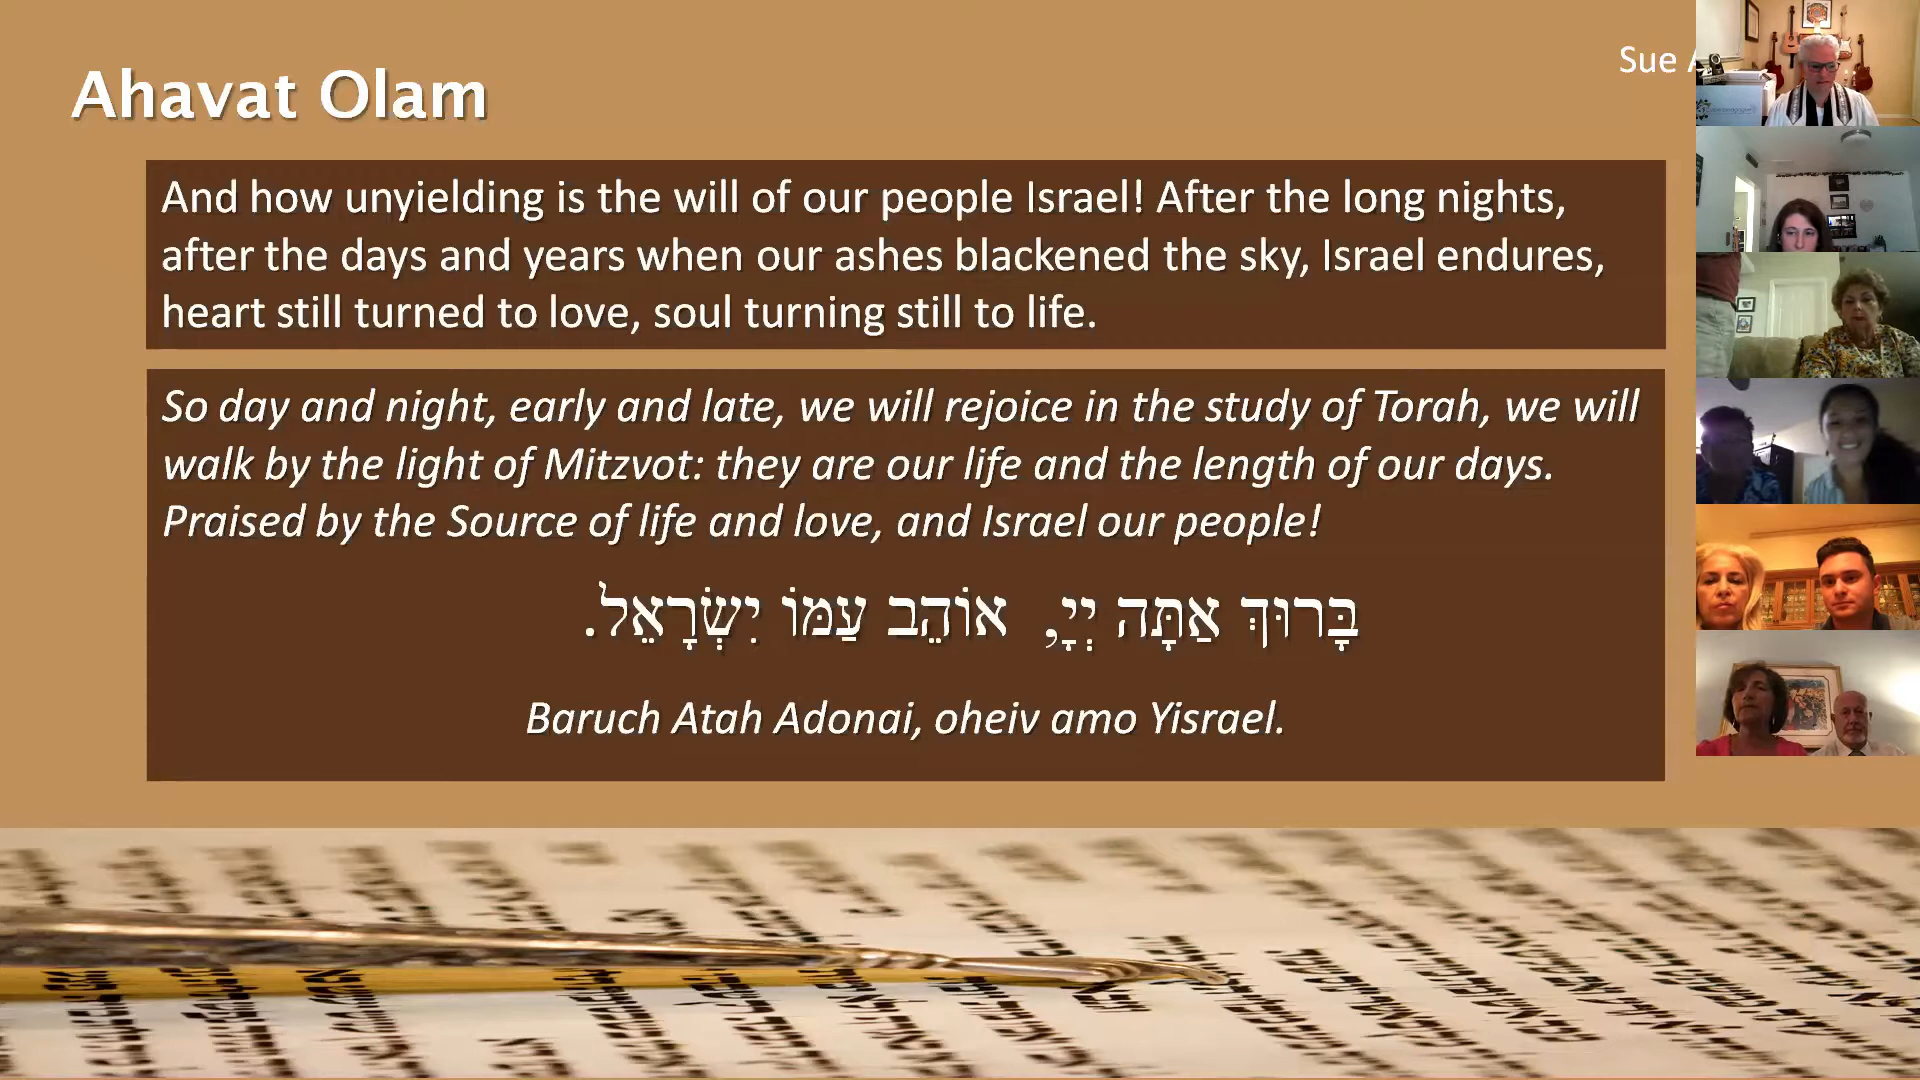 Ahavat Olam
Sue
And how unyielding is the will of our people Israel! After the long nights,
after the days and years when our ashes blackened the sky, Israel endures,
heart still turned to love, soul turning still to life.
So day and night, early and late, we will rejoice in the study of Torah, we will
walk by the light of Mitzvot: they are our life and the length of our days.
Praised by the Source of life and love, and Israel our people!
בָּרוּךְ אַתָּה יְיָ, אוֹהֵב עַמּוֹ יִשְׂרָאֵל.
Baruch Atah Adonai, oheiv amo Yisrael.